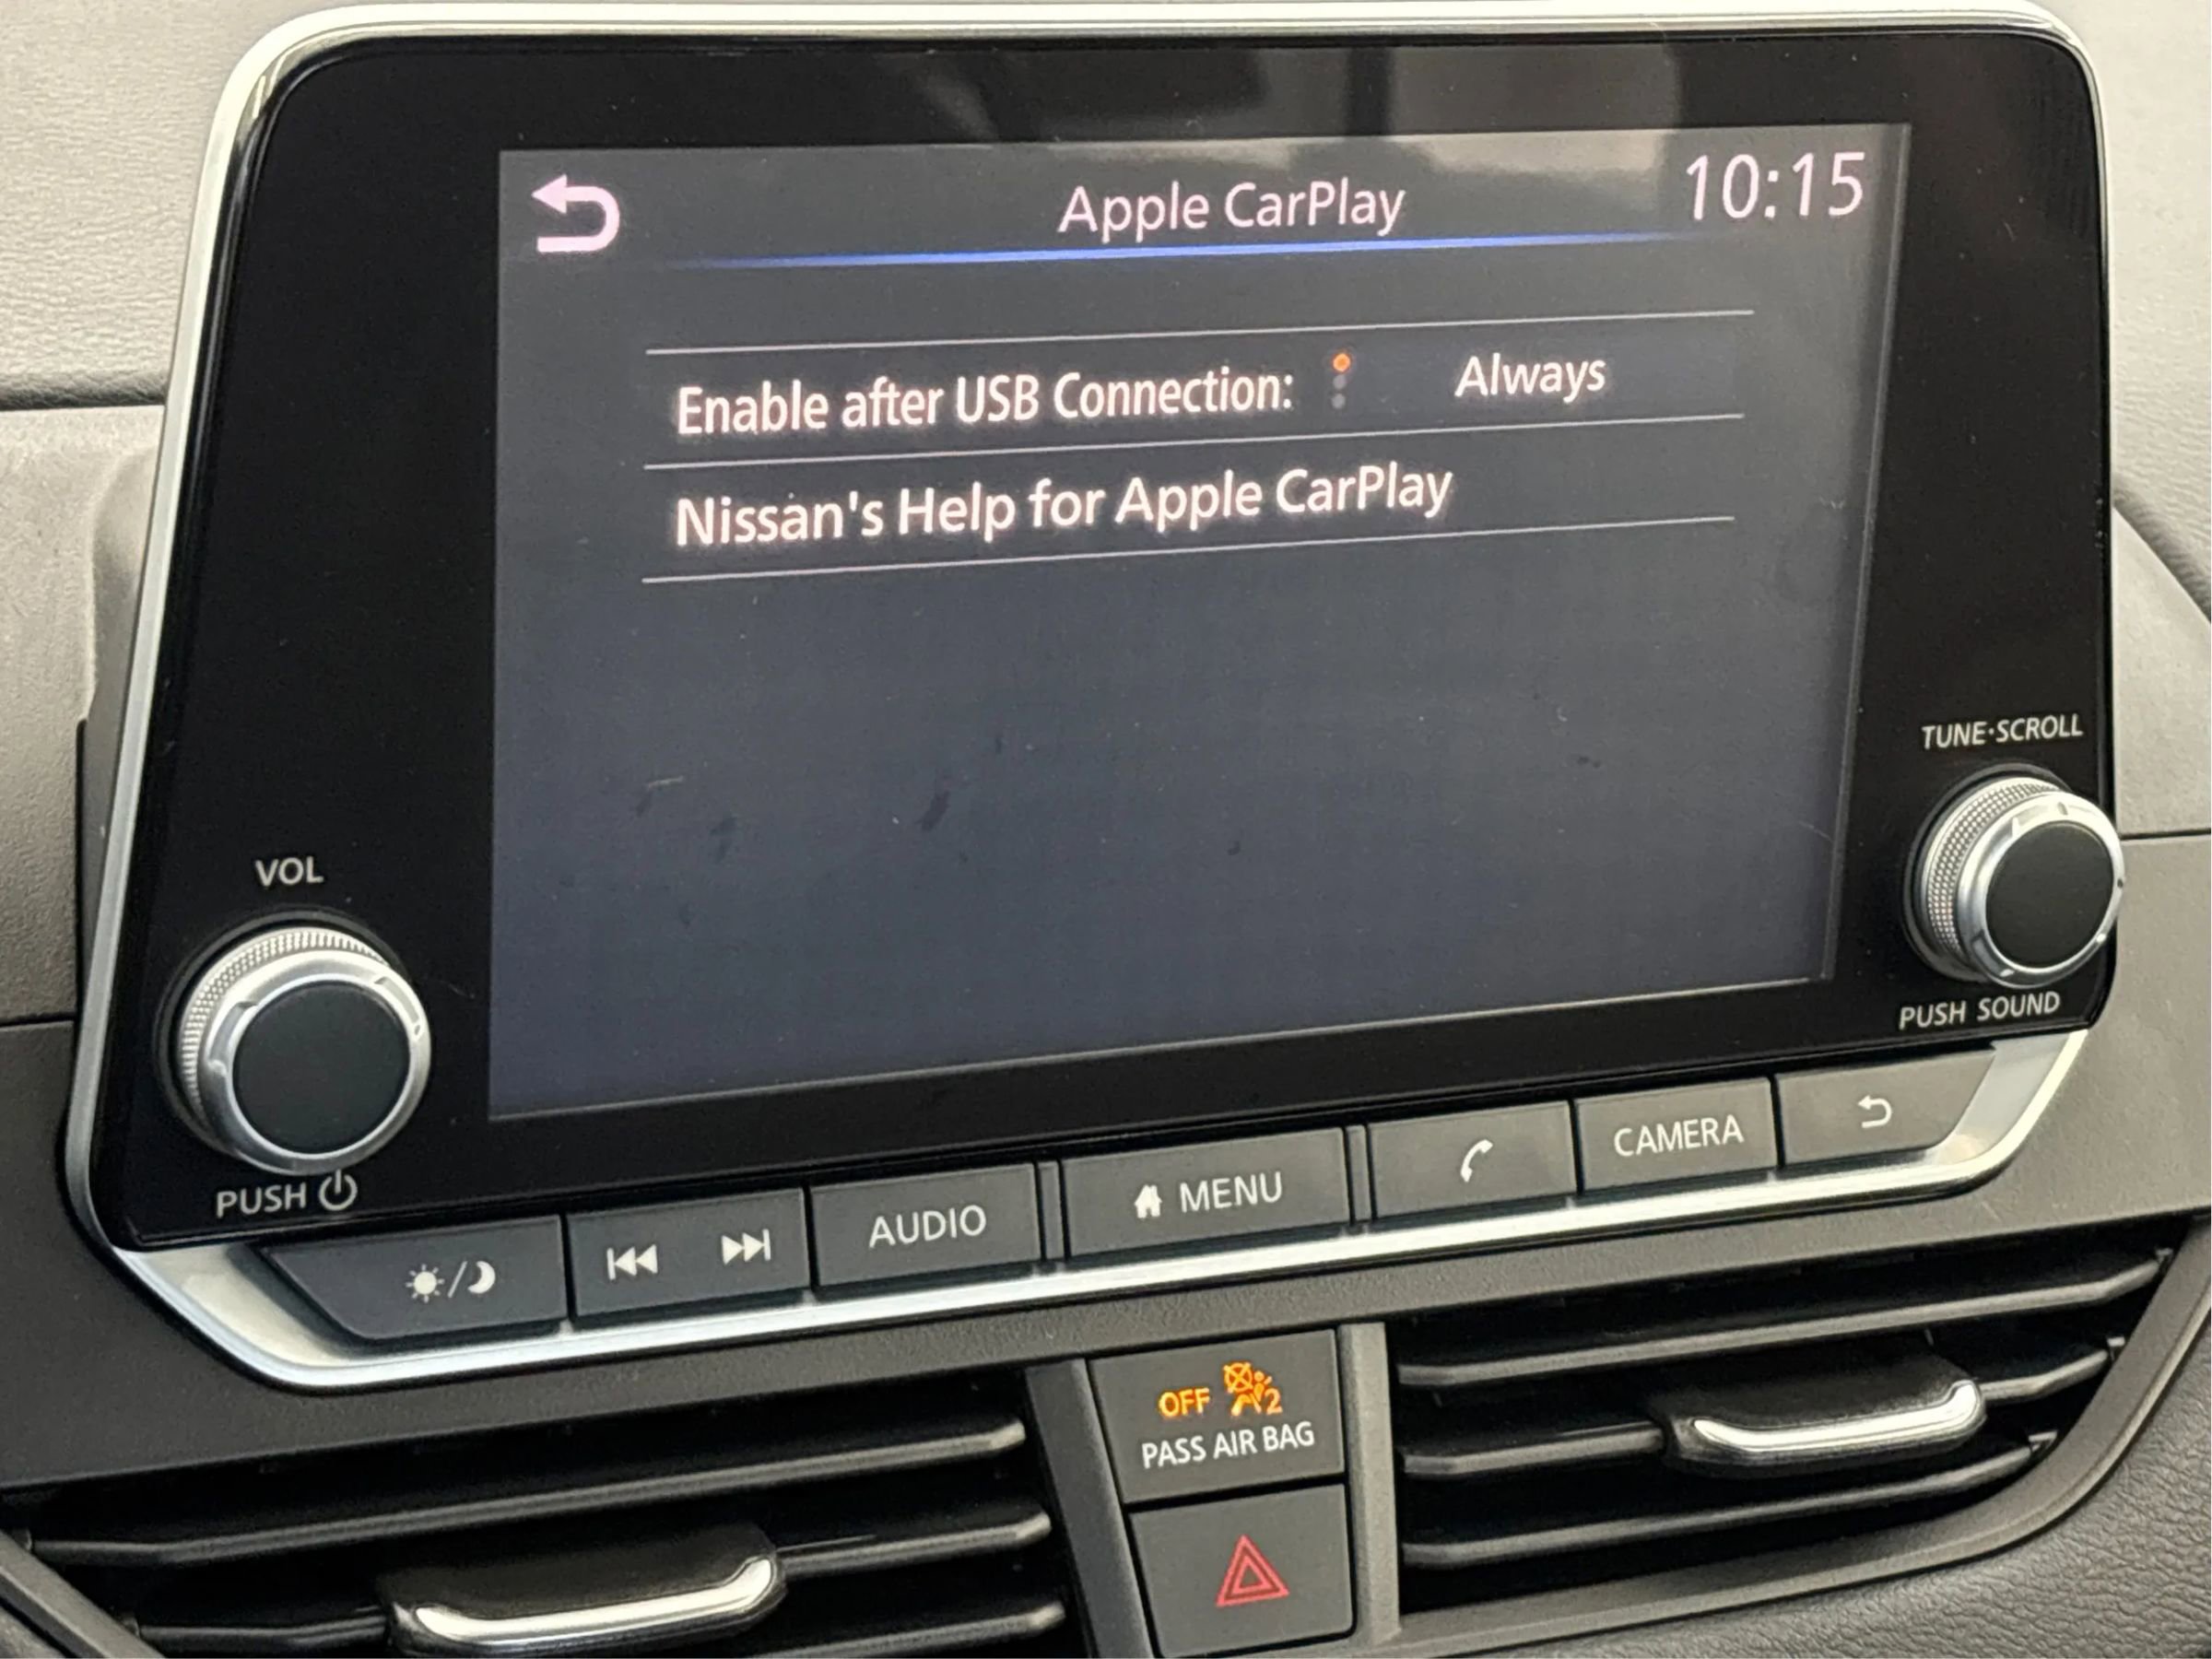 Apple CarPlay
10:15
Enable after USB Connection:
Always
Nissan's Help for Apple CarPlay
TUNE·SCROLL
VOL
PUSH SOUND
PUSH
AUDIO
MENU
CAMERA
OFF
2
PASS AIR BAG